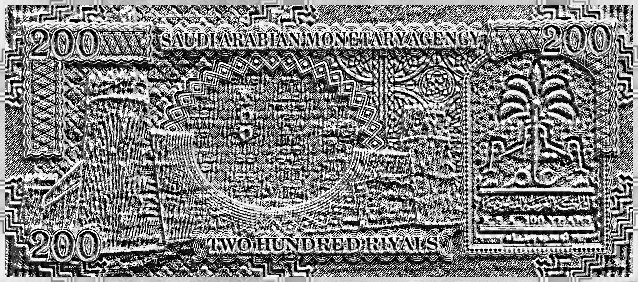 200 SAUDI ARABIAN MONETARY AGENCY 200
200 TWO HUNDRED RIYALS